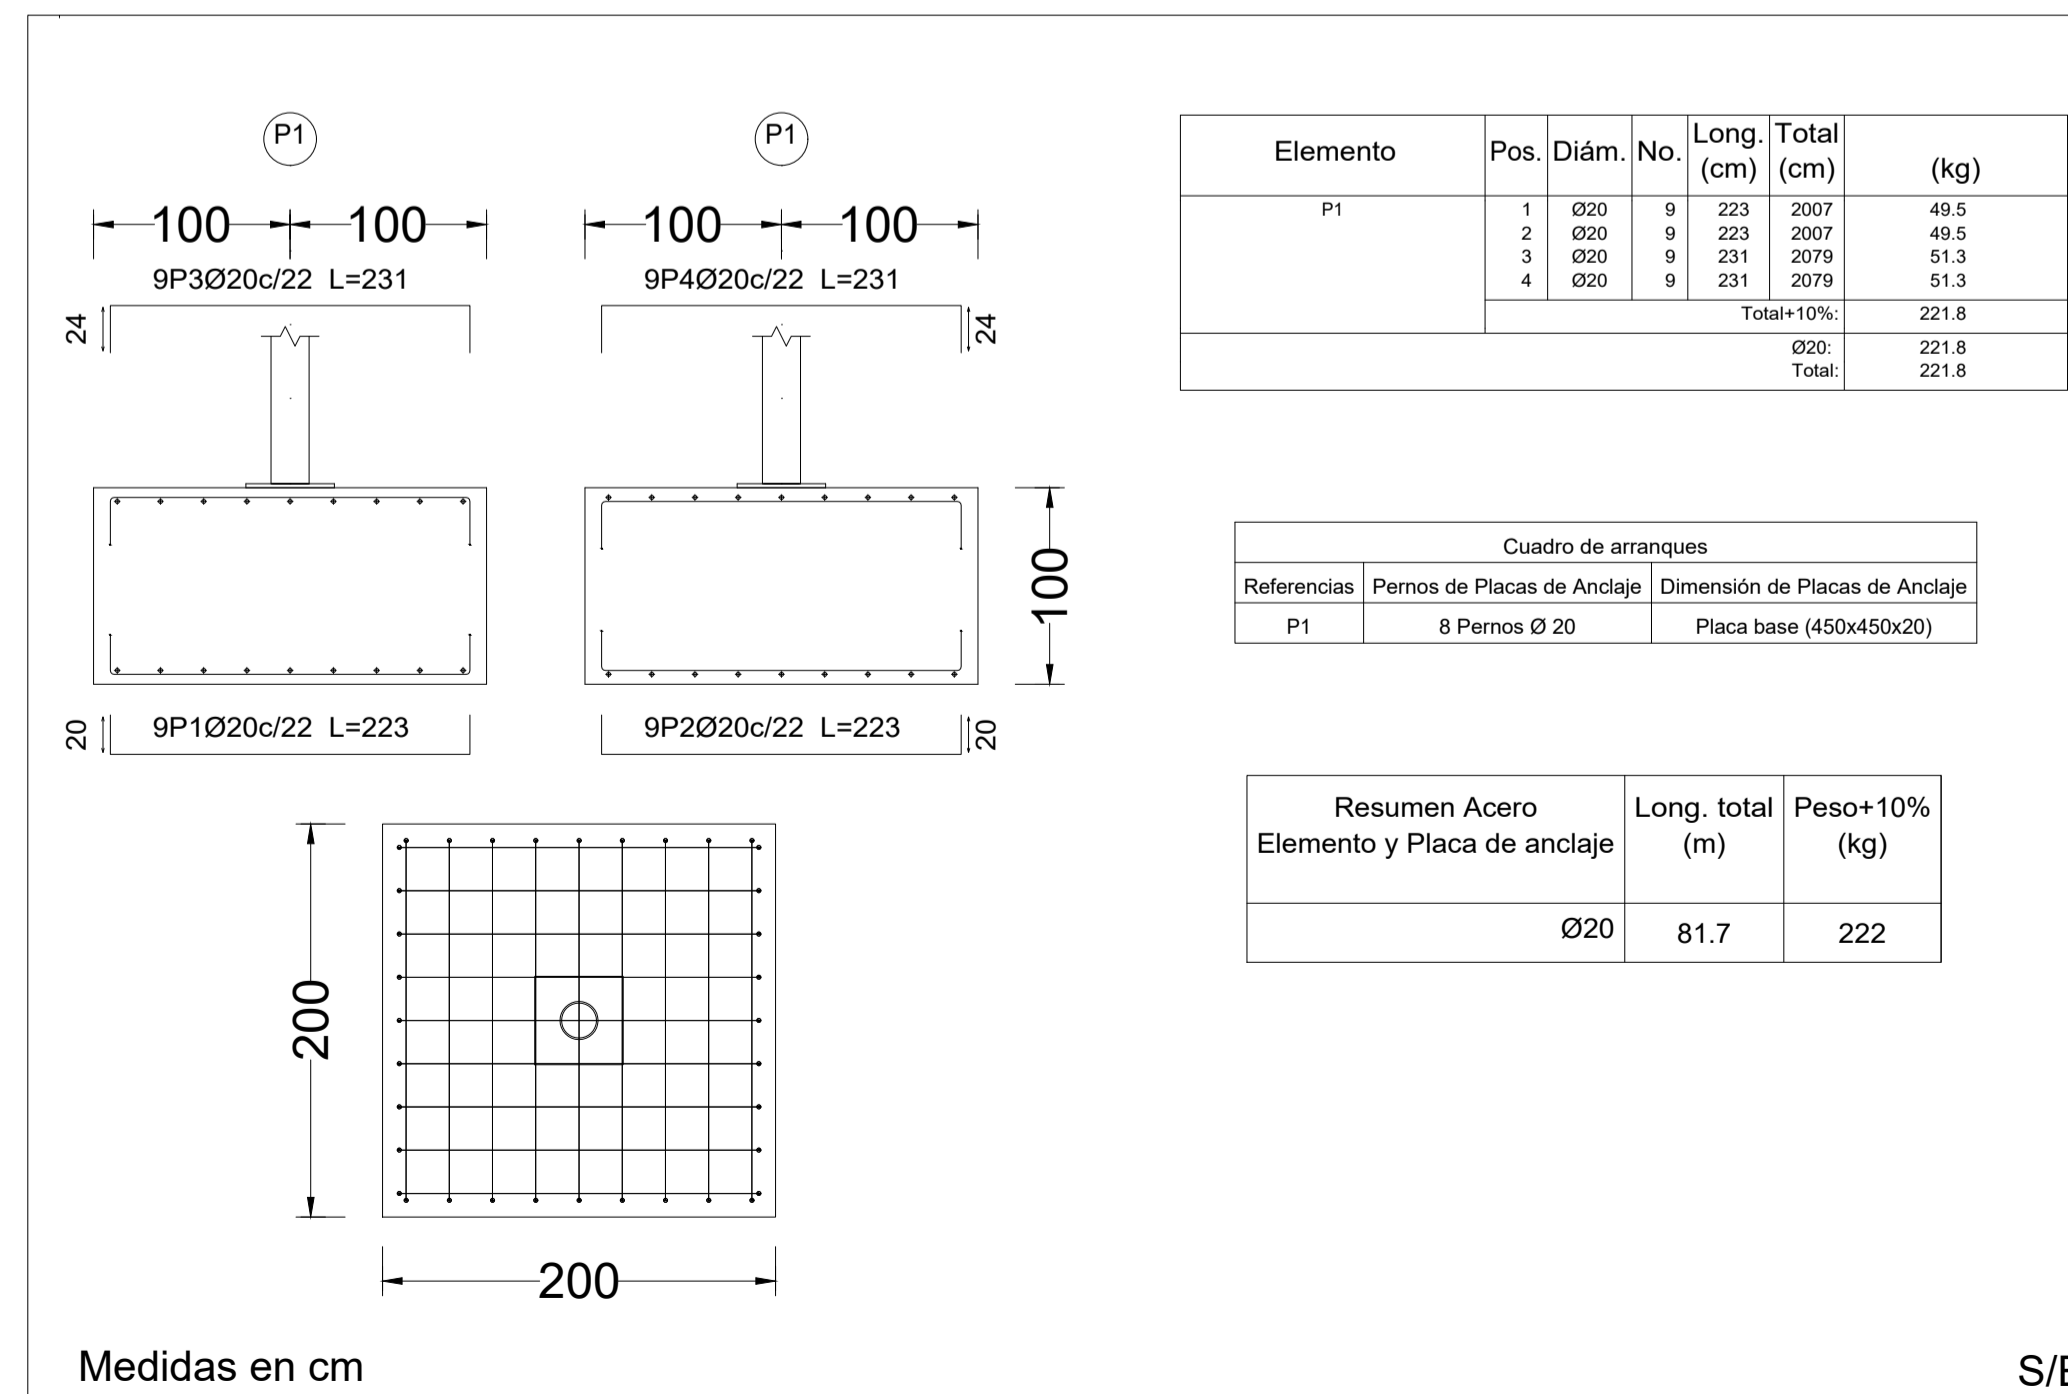 P1
P1
100 100
100 100
9P3Ø20c/22 L=231
9P4Ø20c/22 L=231
24
24
100
20
9P1Ø20c/22 L=223
9P2Ø20c/22 L=223
20
200
200
Medidas en cm
Elemento Pos. Diám. No. Long. (cm) Total (cm) (kg)
P1 1 Ø20 9 223 2007 49.5
2 Ø20 9 223 2007 49.5
3 Ø20 9 231 2079 51.3
4 Ø20 9 231 2079 51.3
Total+10%: 221.8
Ø20: 221.8
Total: 221.8
Cuadro de arranques
Referencias Pernos de Placas de Anclaje Dimensión de Placas de Anclaje
P1 8 Pernos Ø 20 Placa base (450x450x20)
Resumen Acero Long. total Peso+10%
Elemento y Placa de anclaje (m) (kg)
Ø20 81.7 222